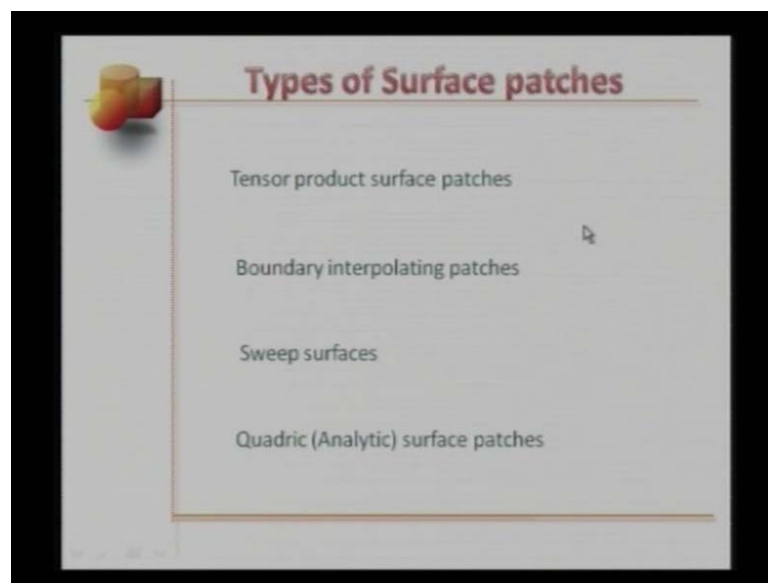 Types of Surface patches
Tensor product surface patches
Boundary interpolating patches
Sweep surfaces
Quadric (Analytic) surface patches